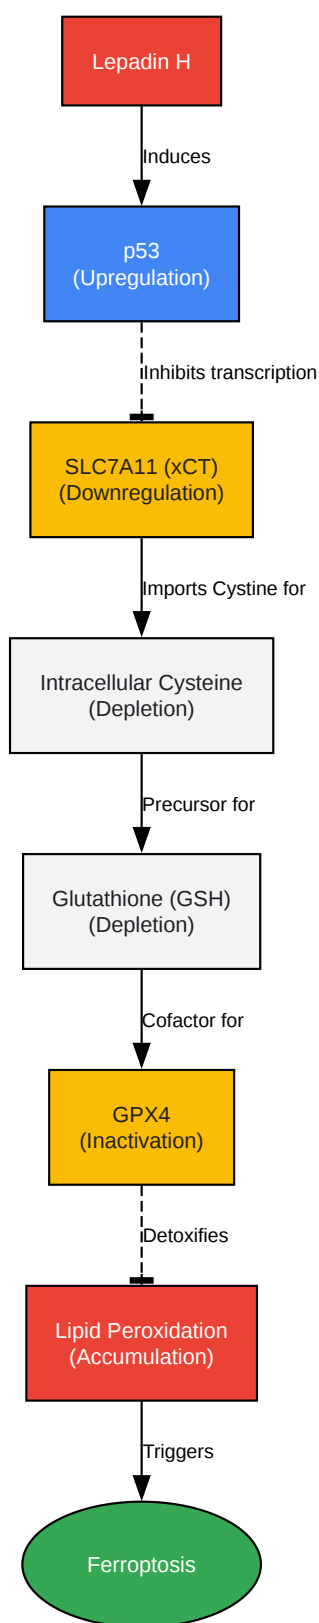 Lepadin H
Induces
p53
(Upregulation)
Inhibits transcription
SLC7A11 (xCT)
(Downregulation)
Imports Cystine for
Intracellular Cysteine
(Depletion)
Precursor for
Glutathione (GSH)
(Depletion)
Cofactor for
GPX4
(Inactivation)
Detoxifies
Lipid Peroxidation
(Accumulation)
Triggers
Ferroptosis